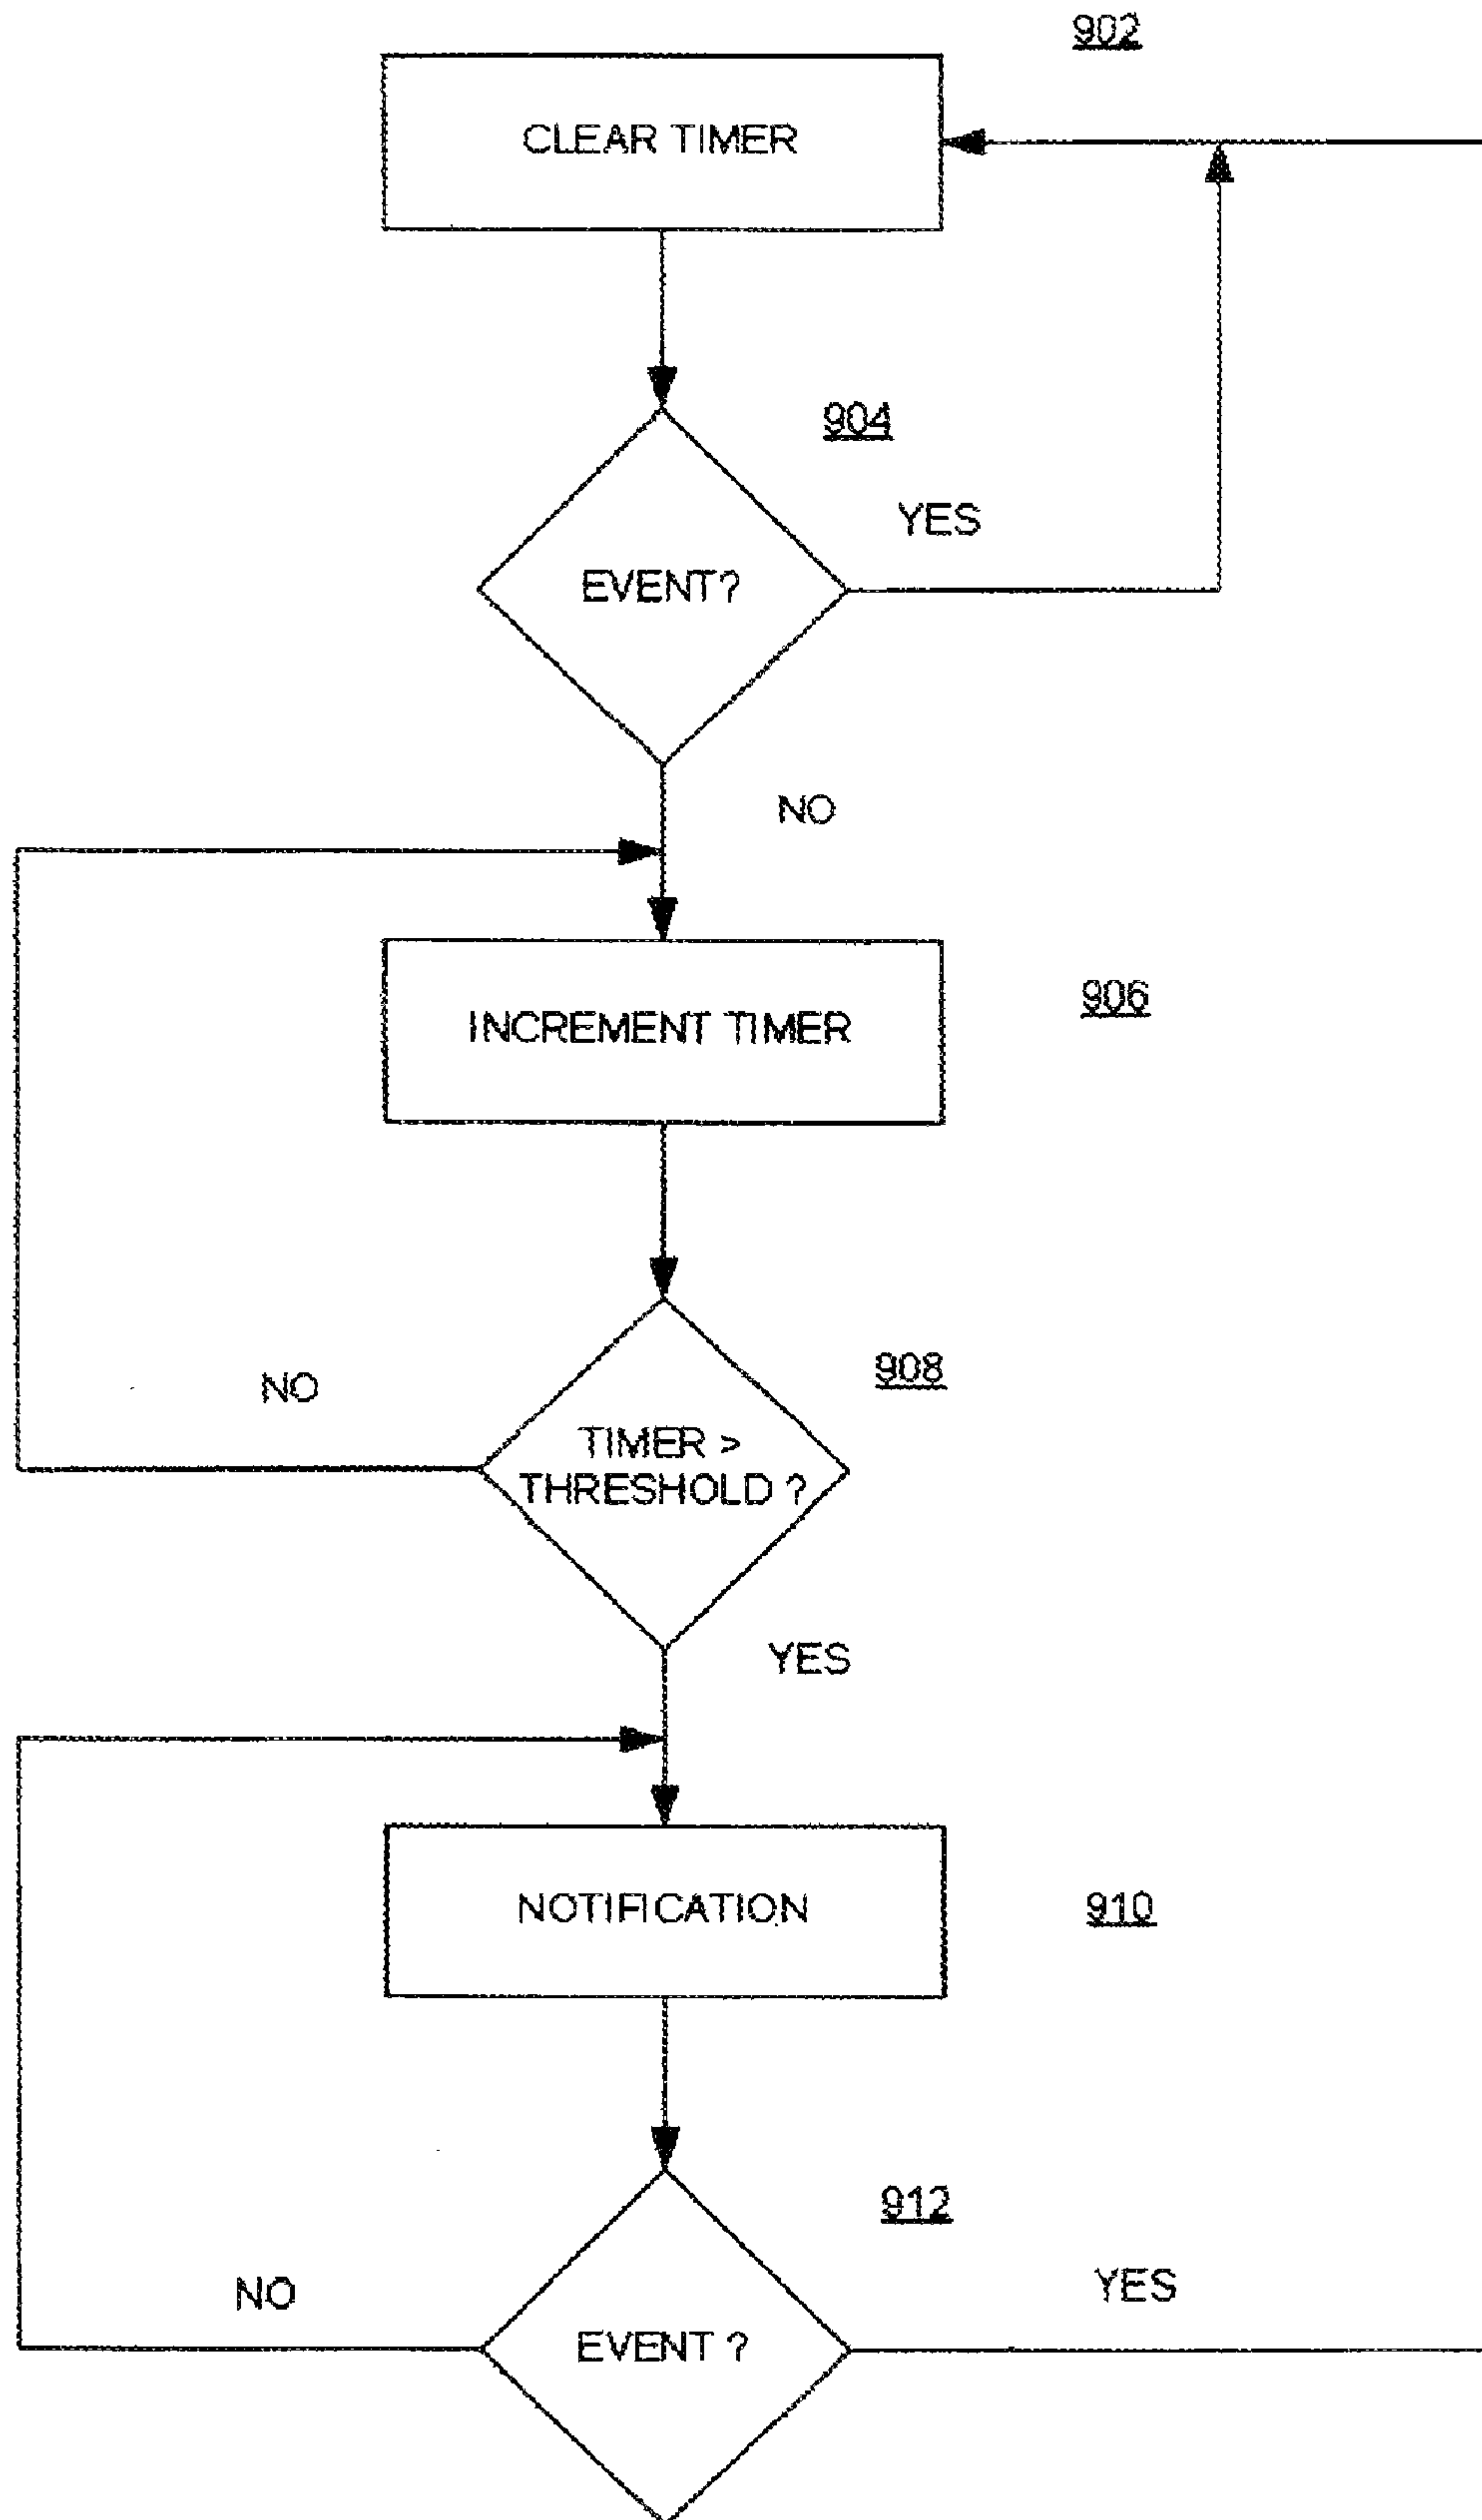 902
CLEAR TIMER
904
YES
EVENT?
NO
906
INCREMENT TIMER
908
NO
TIMER >
THRESHOLD ?
YES
910
NOTIFICATION
912
NO
YES
EVENT ?